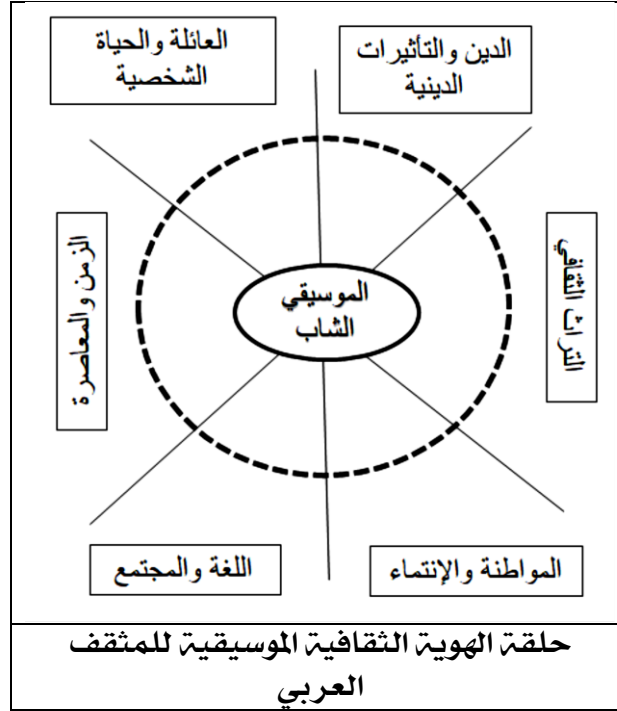 الدين والتأثيرات
الدينية
العائلة والحياة
الشخصية
التراث الثقافي
الموسيقي
الشاب
الزمن والمعاصرة
المواطنة والإنتماء
اللغة والمجتمع
حلقة الهوية الثقافية الموسيقية للمثقف
العربي